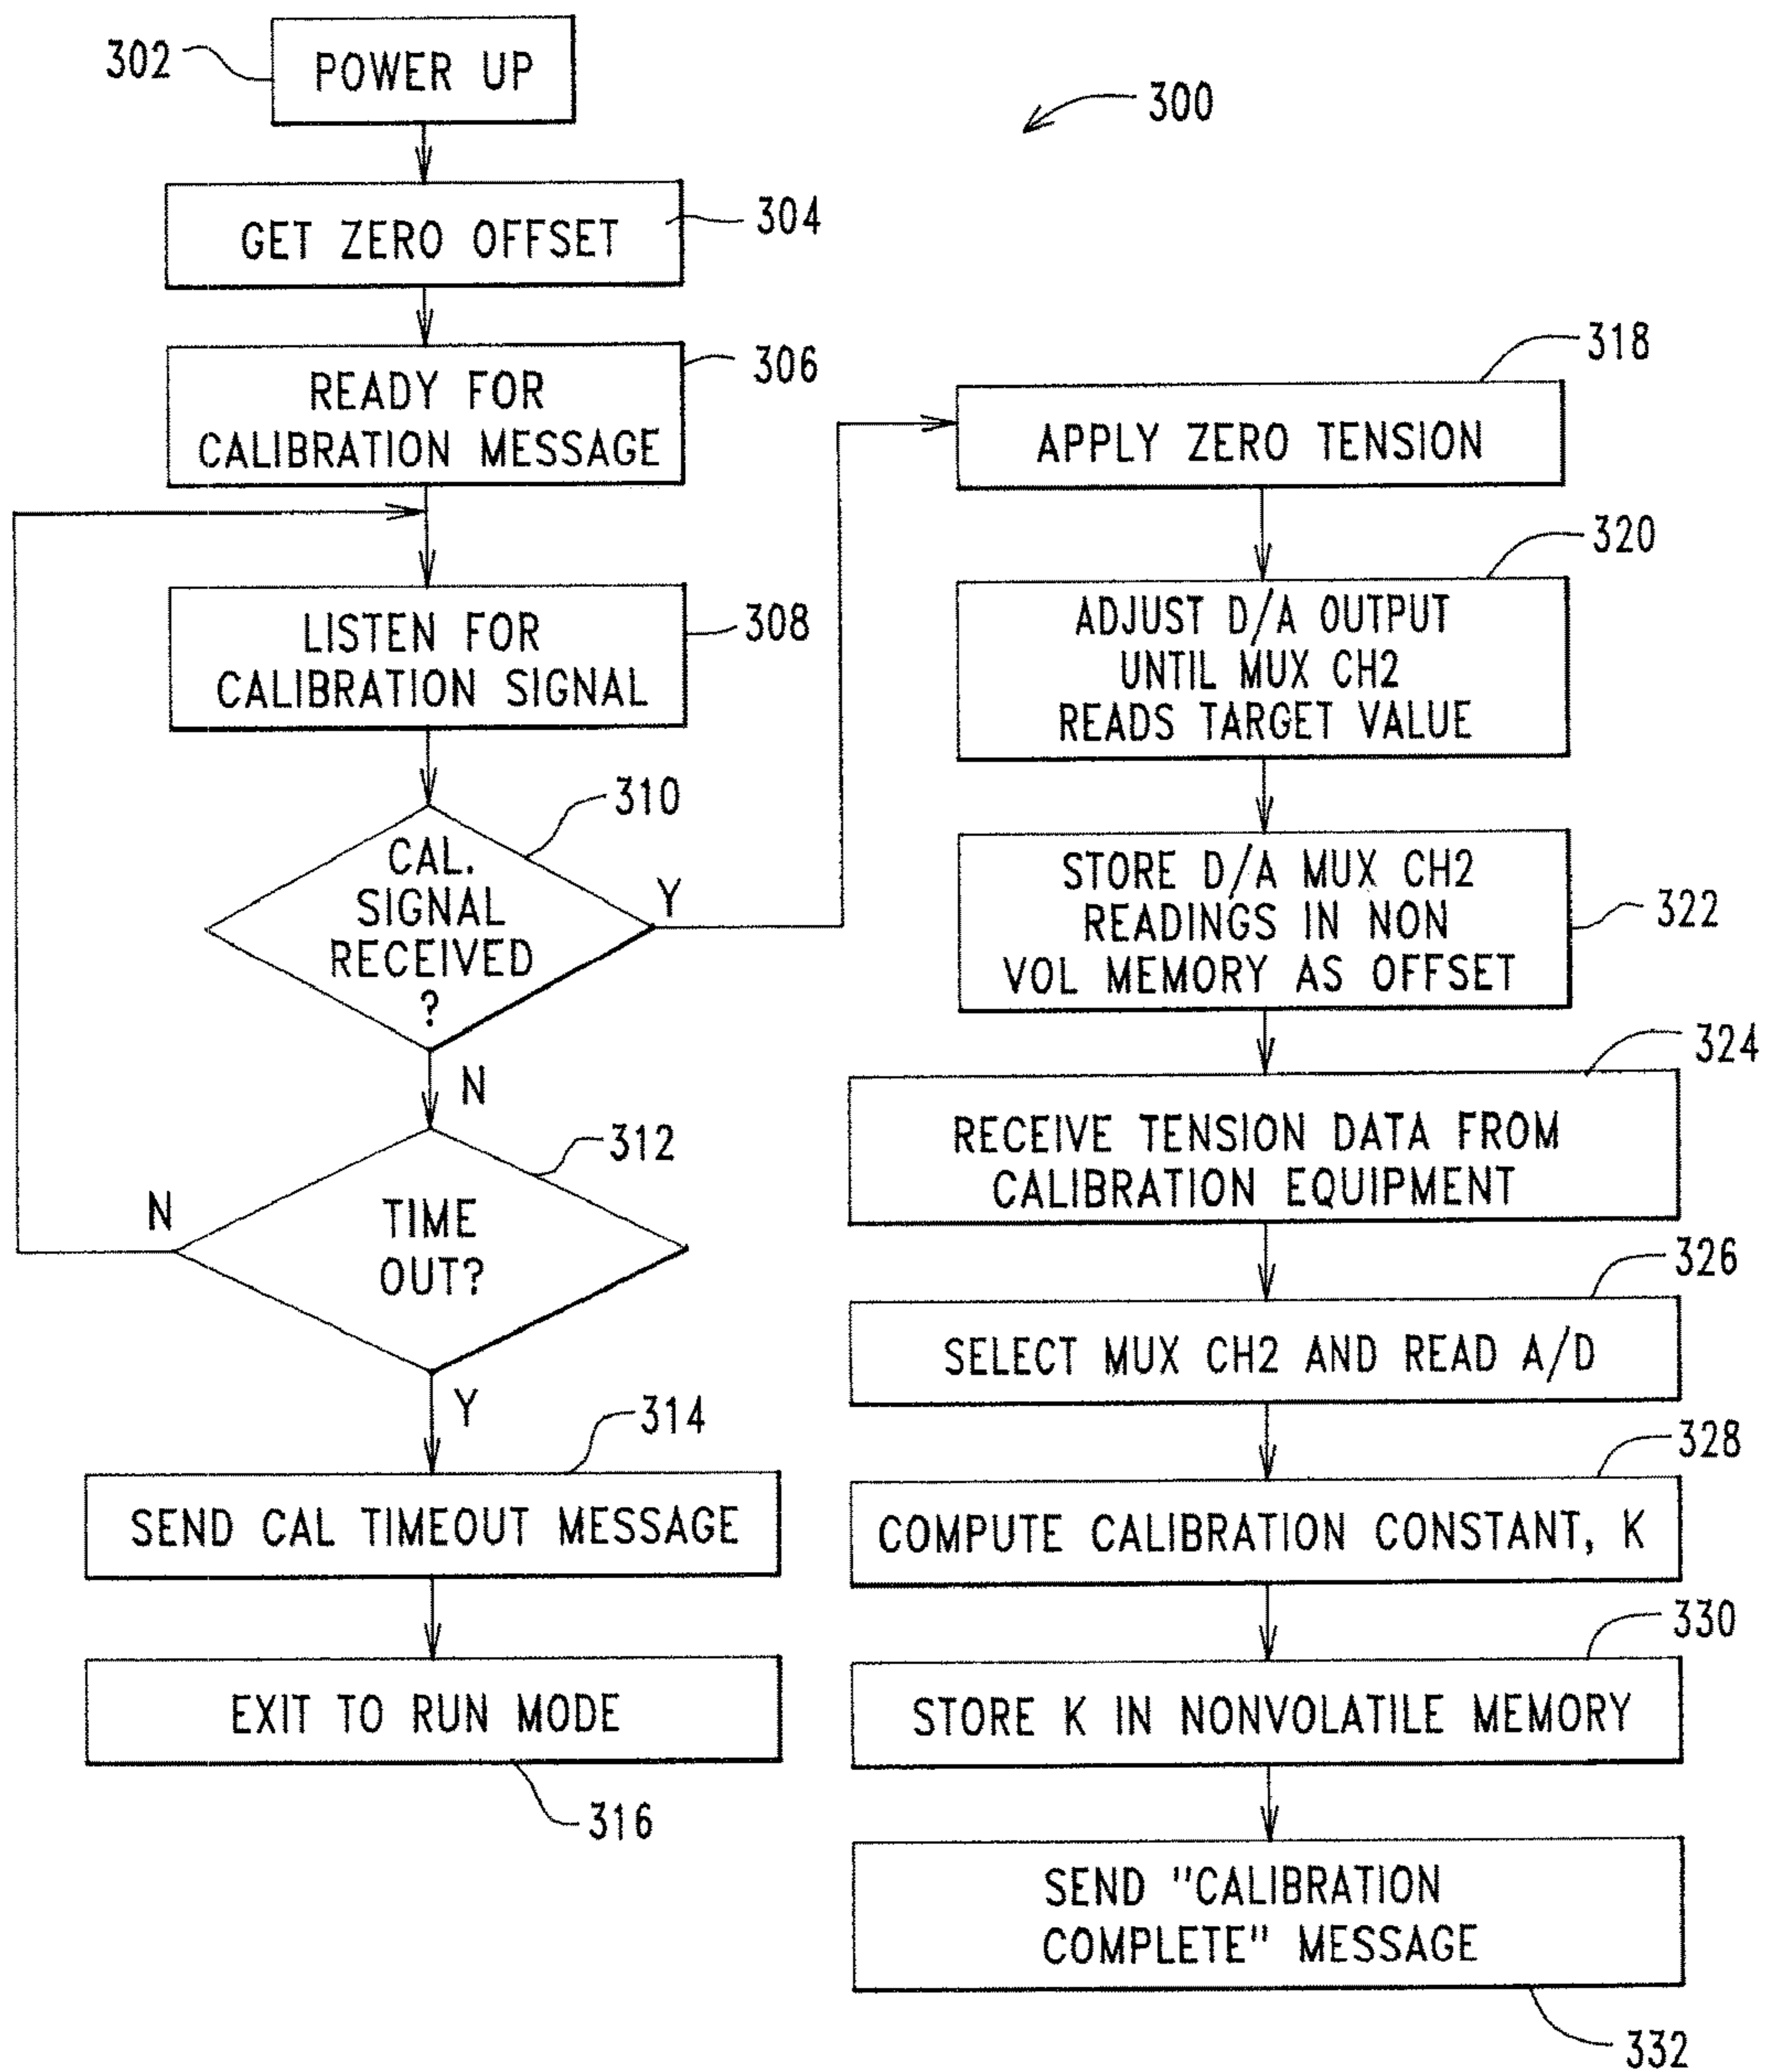 302
POWER UP
300
GET ZERO OFFSET
304
READY FOR
CALIBRATION MESSAGE
306
LISTEN FOR
CALIBRATION SIGNAL
308
CAL.
SIGNAL
RECEIVED
?
310
Y
N
TIME
OUT?
312
N
Y
SEND CAL TIMEOUT MESSAGE
314
EXIT TO RUN MODE
316
318
APPLY ZERO TENSION
320
ADJUST D/A OUTPUT
UNTIL MUX CH2
READS TARGET VALUE
STORE D/A MUX CH2
READINGS IN NON
VOL MEMORY AS OFFSET
322
324
RECEIVE TENSION DATA FROM
CALIBRATION EQUIPMENT
326
SELECT MUX CH2 AND READ A/D
328
COMPUTE CALIBRATION CONSTANT, K
330
STORE K IN NONVOLATILE MEMORY
SEND "CALIBRATION
COMPLETE" MESSAGE
332